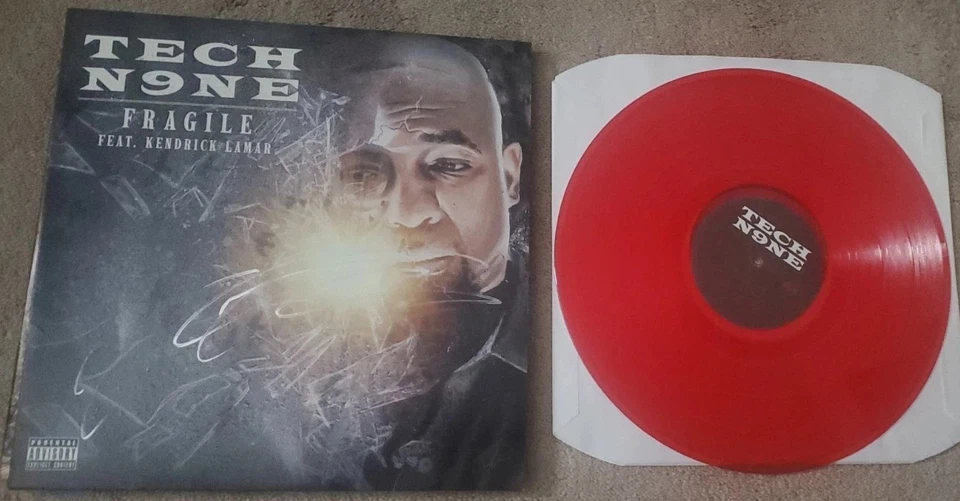 TECH
N9NE
FRAGILE
FEAT. KENDRICK LAMAR
PARENTAL
ADVISORY
EXPLICIT CONTENT
TECH
N9NE